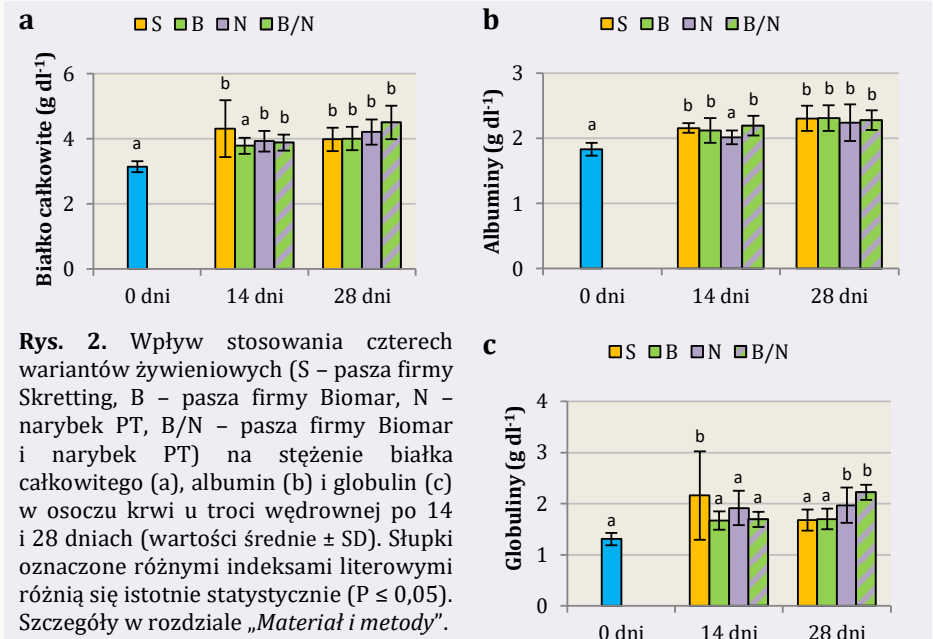 a
S B N B/N
Białko całkowite (g dl-1)
6
4
2
0
a
b a b b
b b b b
0 dni 14 dni 28 dni
b
S B N B/N
Albuminy (g dl-1)
3
2
1
0
a
b b a b
b b b b
0 dni 14 dni 28 dni
Rys. 2. Wpływ stosowania czterech
wariantów żywieniowych (S – pasza firmy
Skretting, B – pasza firmy Biomar, N –
narybek PT, B/N – pasza firmy Biomar
i narybek PT) na stężenie białka
całkowitego (a), albumin (b) i globulin (c)
w osoczu krwi u troci wędrownej po 14
i 28 dniach (wartości średnie ± SD). Słupki
oznaczone różnymi indeksami literowymi
różnią się istotnie statystycznie (P ≤ 0,05).
Szczegóły w rozdziale „Materiał i metody”.
c
S B N B/N
Globuliny (g dl-1)
4
3
2
1
0
a
b a a a
a a b b
0 dni 14 dni 28 dni